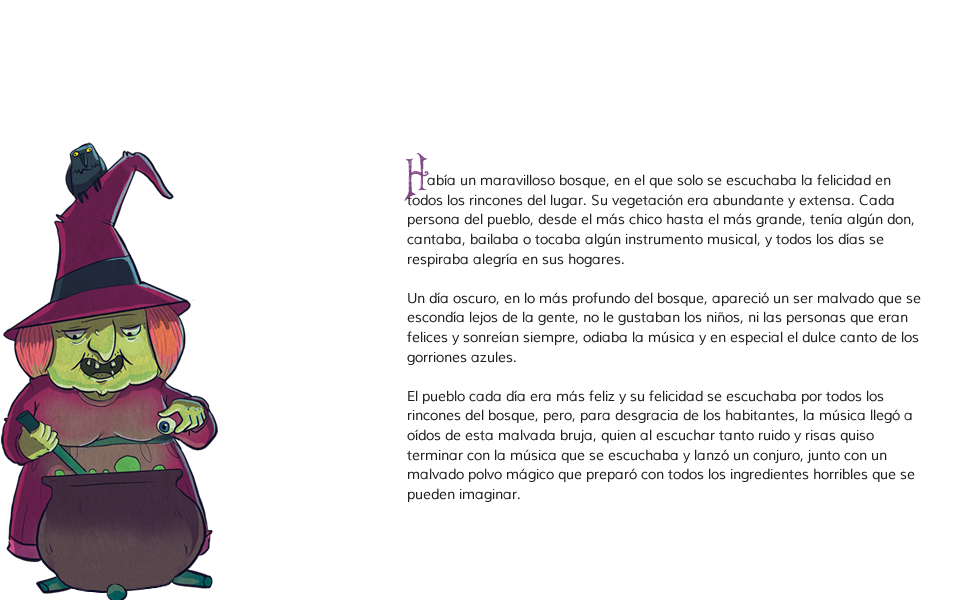 Había un maravilloso bosque, en el que solo se escuchaba la felicidad en
todos los rincones del lugar. Su vegetación era abundante y extensa. Cada
persona del pueblo, desde el más chico hasta el más grande, tenía algún don,
cantaba, bailaba o tocaba algún instrumento musical, y todos los días se
respiraba alegría en sus hogares.
Un día oscuro, en lo más profundo del bosque, apareció un ser malvado que se
escondía lejos de la gente, no le gustaban los niños, ni las personas que eran
felices y sonreían siempre, odiaba la música y en especial el dulce canto de los
gorriones azules.
El pueblo cada día era más feliz y su felicidad se escuchaba por todos los
rincones del bosque, pero, para desgracia de los habitantes, la música llegó a
oídos de esta malvada bruja, quien al escuchar tanto ruido y risas quiso
terminar con la música que se escuchaba y lanzó un conjuro, junto con un
malvado polvo mágico que preparó con todos los ingredientes horribles que se
pueden imaginar.